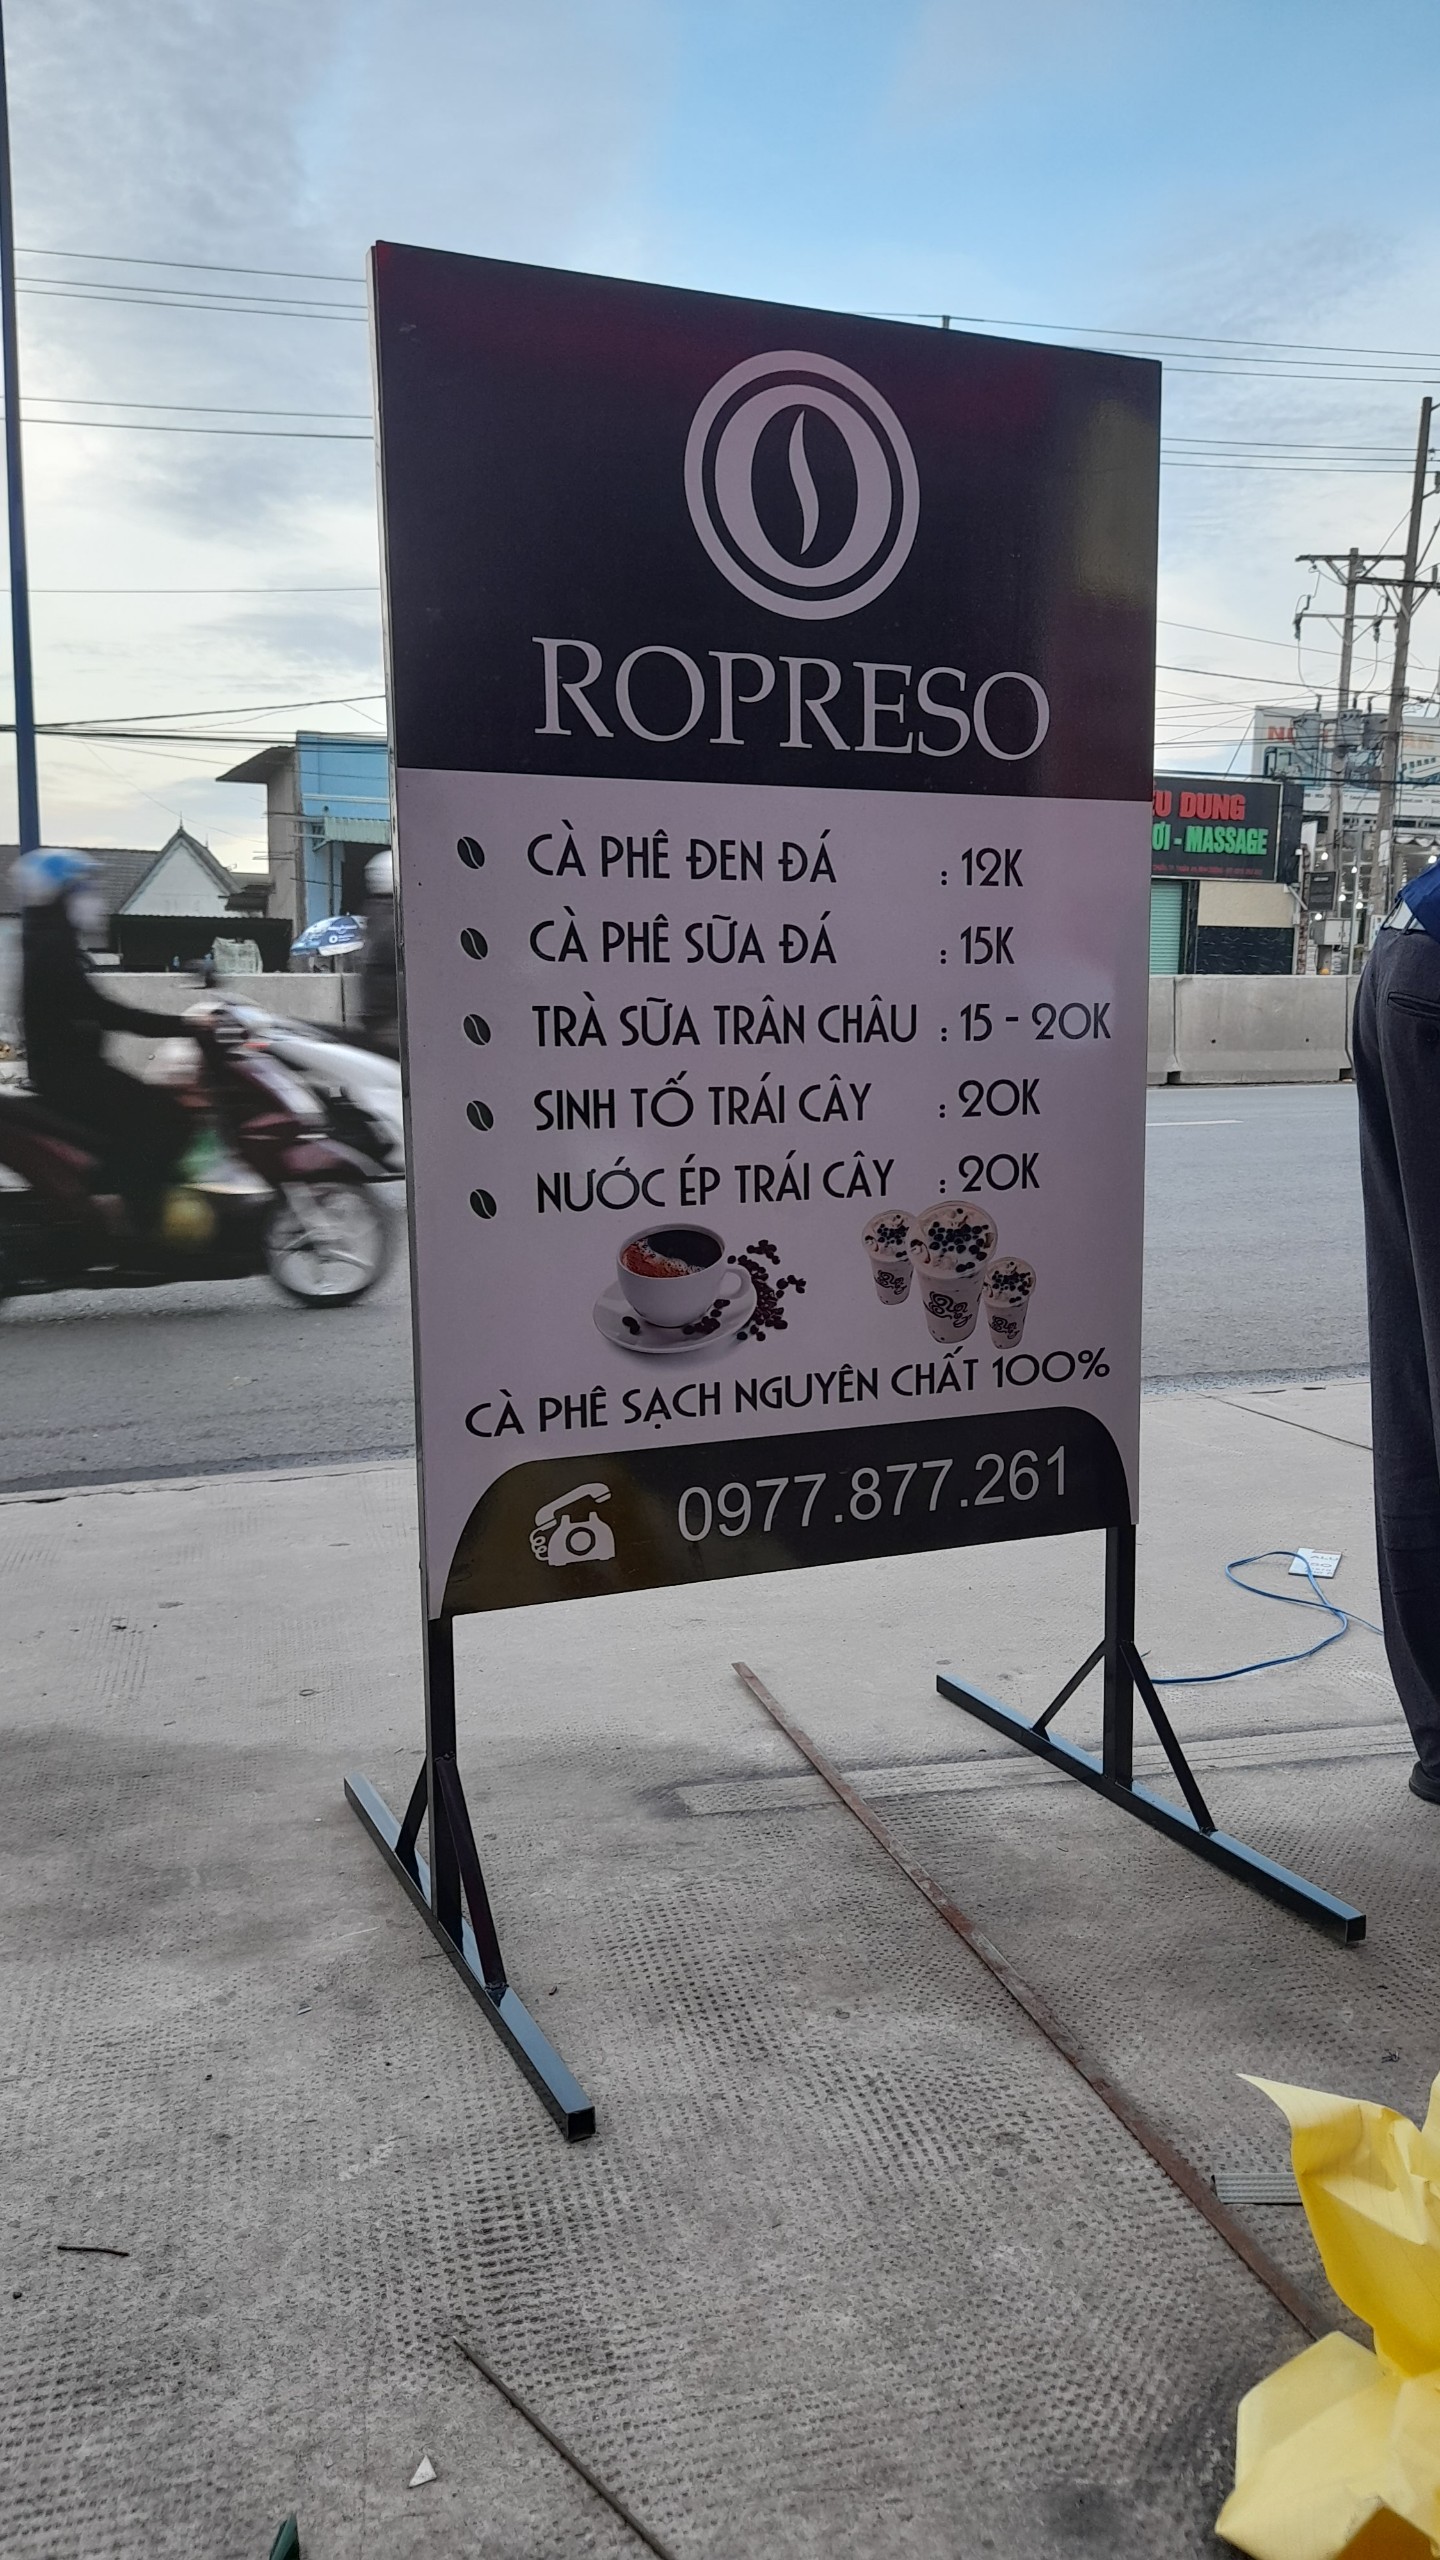 ROPRESO
CÀ PHÊ ĐEN ĐÁ : 12K
CÀ PHÊ SỮA ĐÁ : 15K
TRÀ SỮA TRÂN CHÂU : 15 - 20K
SINH TỐ TRÁI CÂY : 20K
NƯỚC ÉP TRÁI CÂY : 20K
CÀ PHÊ SẠCH NGUYÊN CHẤT 100%
0977.877.261
DUNG
- MASSAGE